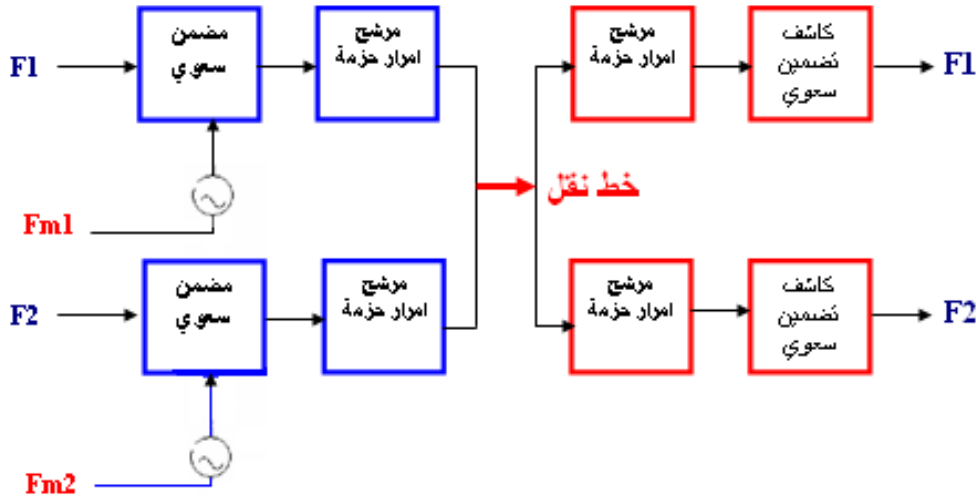 F1
مضمن
سعوي
مرشح
امرار حزمة
مرشح
امرار حزمة
كاشف
تضمين
سعوي
F1
Fm1
خط نقل
F2
مضمن
سعوي
مرشح
امرار حزمة
مرشح
امرار حزمة
كاشف
تضمين
سعوي
F2
Fm2